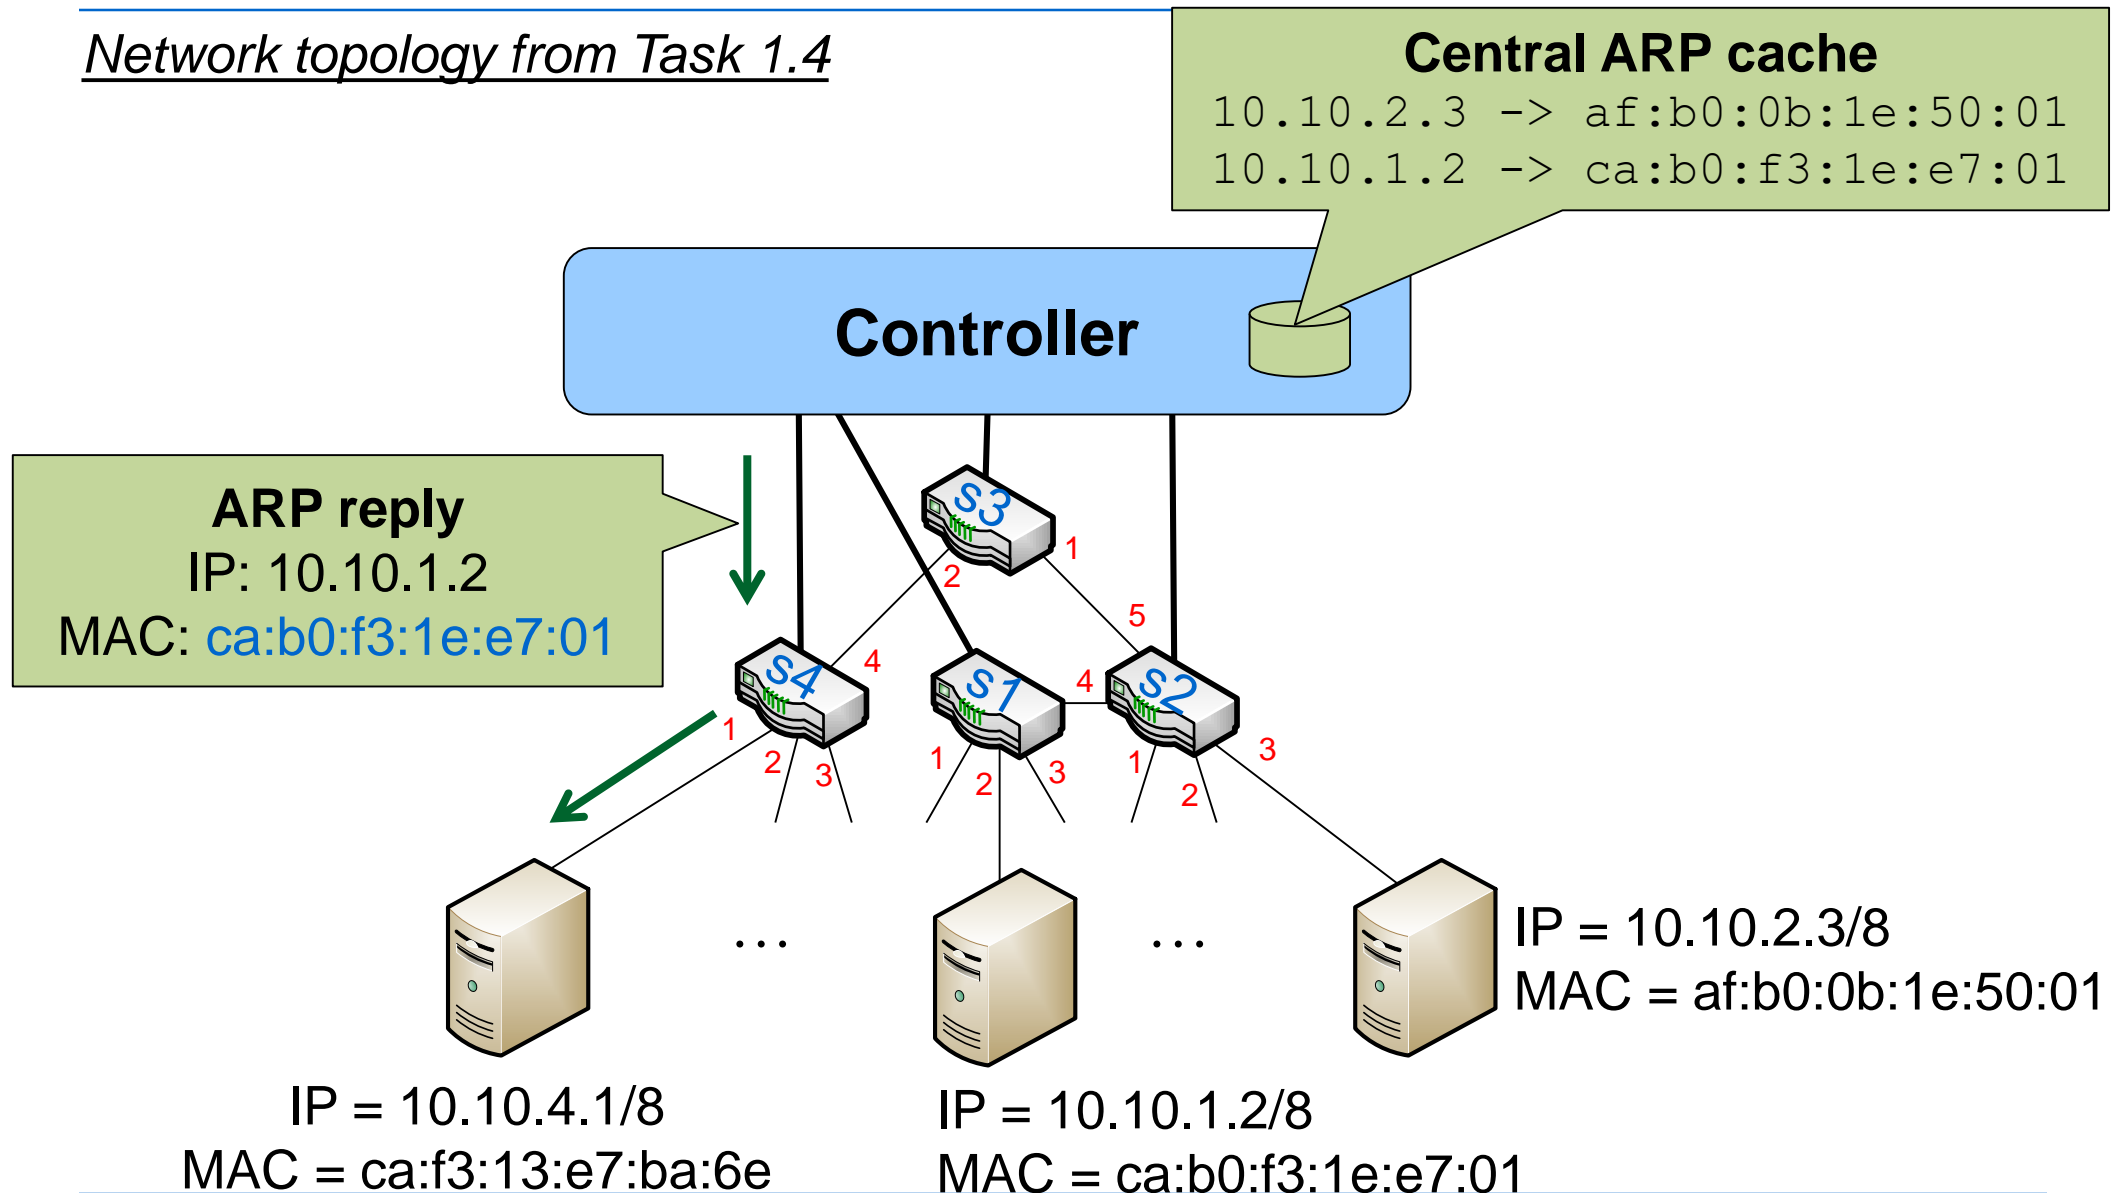 Network topology from Task 1.4
Central ARP cache
10.10.2.3 -> af:b0:0b:1e:50:01
10.10.1.2 -> ca:b0:f3:1e:e7:01
Controller
ARP reply
IP: 10.10.1.2
MAC: ca:b0:f3:1e:e7:01
s3
1
2
5
s4
4
s1
4
s2
1
2
3
1
2
3
1
2
3
...
...
IP = 10.10.2.3/8
MAC = af:b0:0b:1e:50:01
IP = 10.10.4.1/8
MAC = ca:f3:13:e7:ba:6e
IP = 10.10.1.2/8
MAC = ca:b0:f3:1e:e7:01